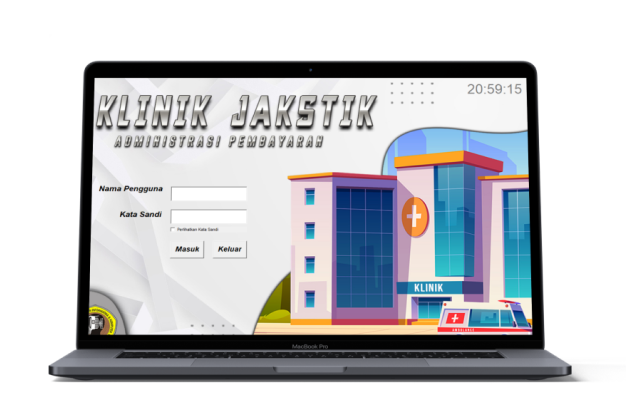 20:59:15
KLINIK JAKSTIK
ADMINISTRASI PEMBAYARAN
Nama Pengguna
Kata Sandi
Perlihatkan Kata Sandi
Masuk Keluar
KLINIK
AMBULANCE
MacBook Pro